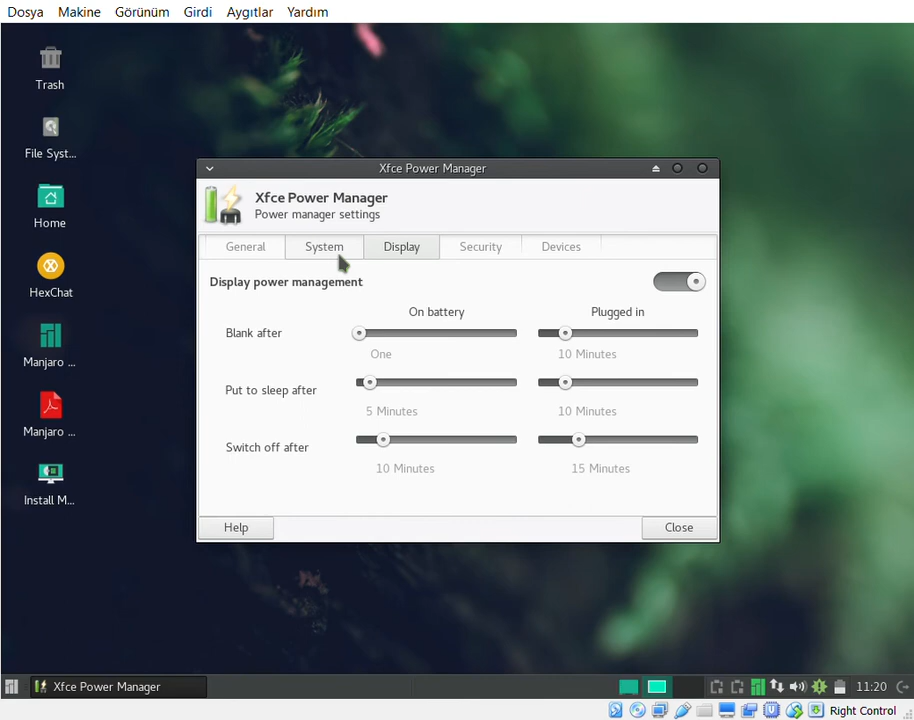 Dosya Makine Görünüm Girdi Aygıtlar Yardım
Trash
File Syst...
Home
HexChat
Manjaro ...
Manjaro ...
Install M...
Xfce Power Manager
Xfce Power Manager
Power manager settings
General System Display Security Devices
Display power management
On battery Plugged in
Blank after
One 10 Minutes
Put to sleep after
5 Minutes 10 Minutes
Switch off after
10 Minutes 15 Minutes
Help Close
Xfce Power Manager 11:20
Right Control